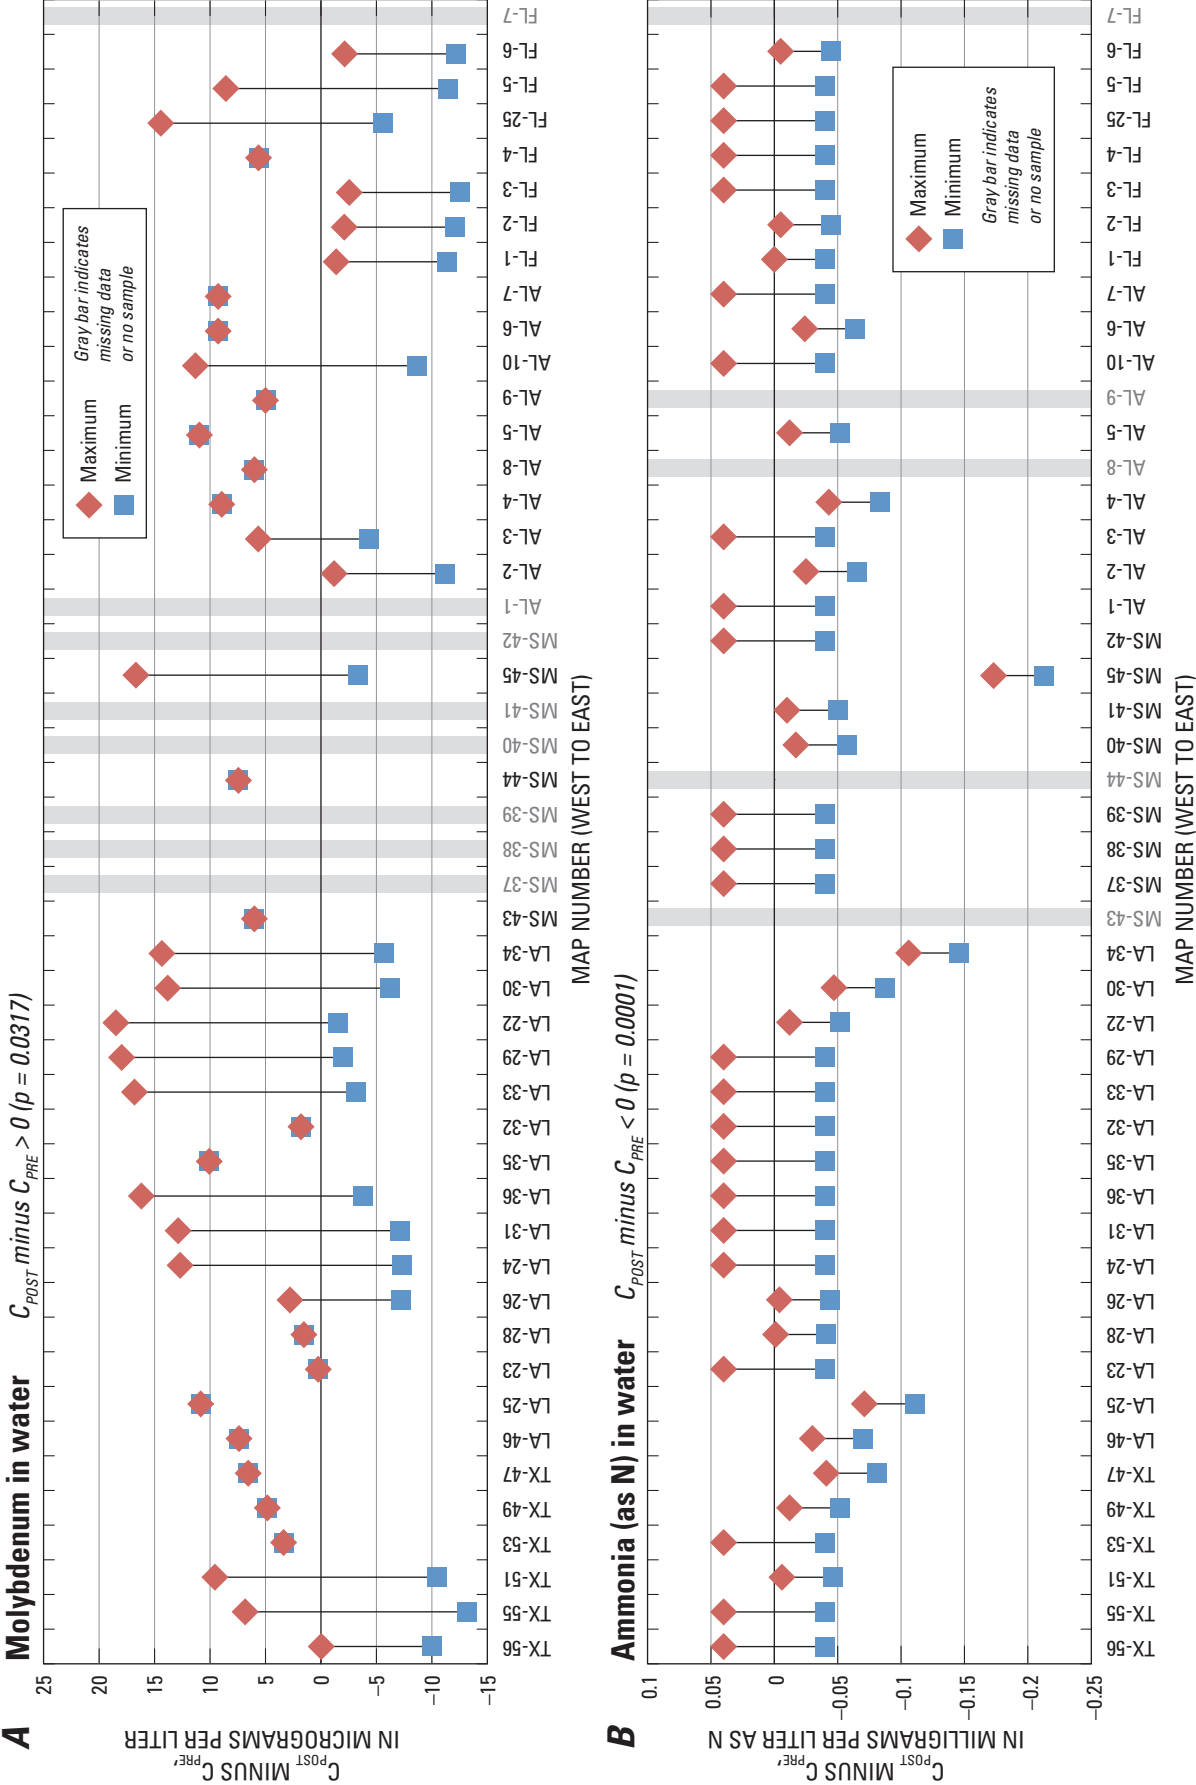 A
Molybdenum in water C_POST minus C_PRE > 0 (p = 0.0317)
C_POST MINUS C_PRE,
IN MICROGRAMS PER LITER
25
20
15
10
5
0
−5
−10
−15
Maximum
Minimum
Gray bar indicates
missing data
or no sample
TX-56
TX-55
TX-51
TX-53
TX-49
TX-47
LA-46
LA-25
LA-23
LA-28
LA-26
LA-24
LA-31
LA-36
LA-35
LA-32
LA-33
LA-29
LA-22
LA-30
LA-34
MS-43
MS-37
MS-38
MS-39
MS-44
MS-40
MS-41
MS-45
MS-42
AL-1
AL-2
AL-3
AL-4
AL-8
AL-5
AL-9
AL-10
AL-6
AL-7
FL-1
FL-2
FL-3
FL-4
FL-25
FL-5
FL-6
FL-7
MAP NUMBER (WEST TO EAST)
B
Ammonia (as N) in water C_POST minus C_PRE < 0 (p = 0.0001)
C_POST MINUS C_PRE,
IN MILLIGRAMS PER LITER AS N
0.1
0.05
0
−0.05
−0.1
−0.15
−0.2
−0.25
Maximum
Minimum
Gray bar indicates
missing data
or no sample
TX-56
TX-55
TX-51
TX-53
TX-49
TX-47
LA-46
LA-25
LA-23
LA-28
LA-26
LA-24
LA-31
LA-36
LA-35
LA-32
LA-33
LA-29
LA-22
LA-30
LA-34
MS-43
MS-37
MS-38
MS-39
MS-44
MS-40
MS-41
MS-45
MS-42
AL-1
AL-2
AL-3
AL-4
AL-8
AL-5
AL-9
AL-10
AL-6
AL-7
FL-1
FL-2
FL-3
FL-4
FL-25
FL-5
FL-6
FL-7
MAP NUMBER (WEST TO EAST)